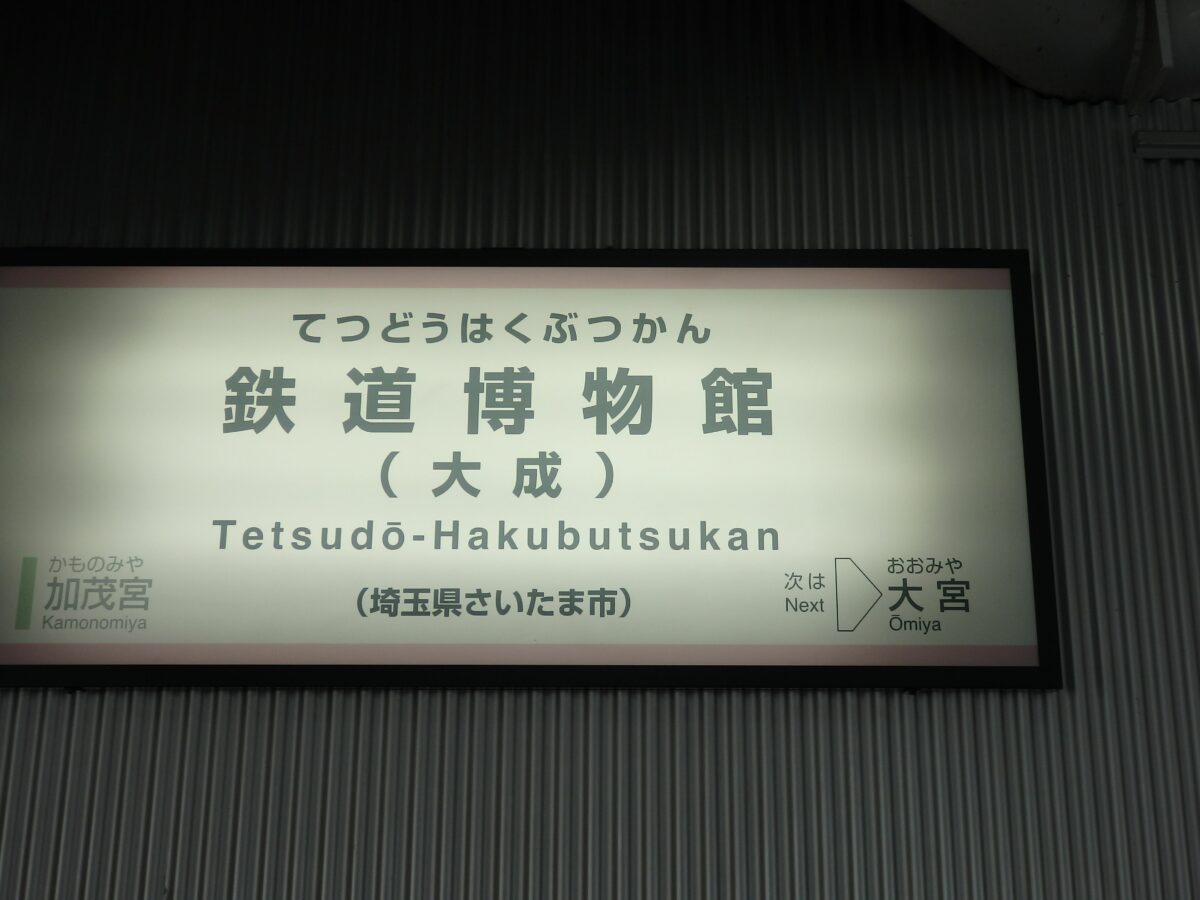 てつどうはくぶつかん
鉄道博物館
（大成）
Tetsudō-Hakubutsukan
（埼玉県さいたま市）
かものみや
加茂宮
Kamonomiya
次は
Next
おおみや
大宮
Ōmiya